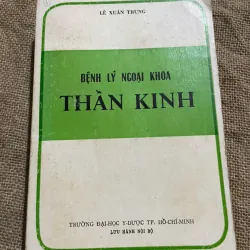 LÊ XUÂN TRUNG
BỆNH LÝ NGOẠI KHOA
THẦN KINH
TRƯỜNG ĐẠI-HỌC Y-DƯỢC TP. HỒ-CHÍ-MINH
LƯU HÀNH NỘI BỘ